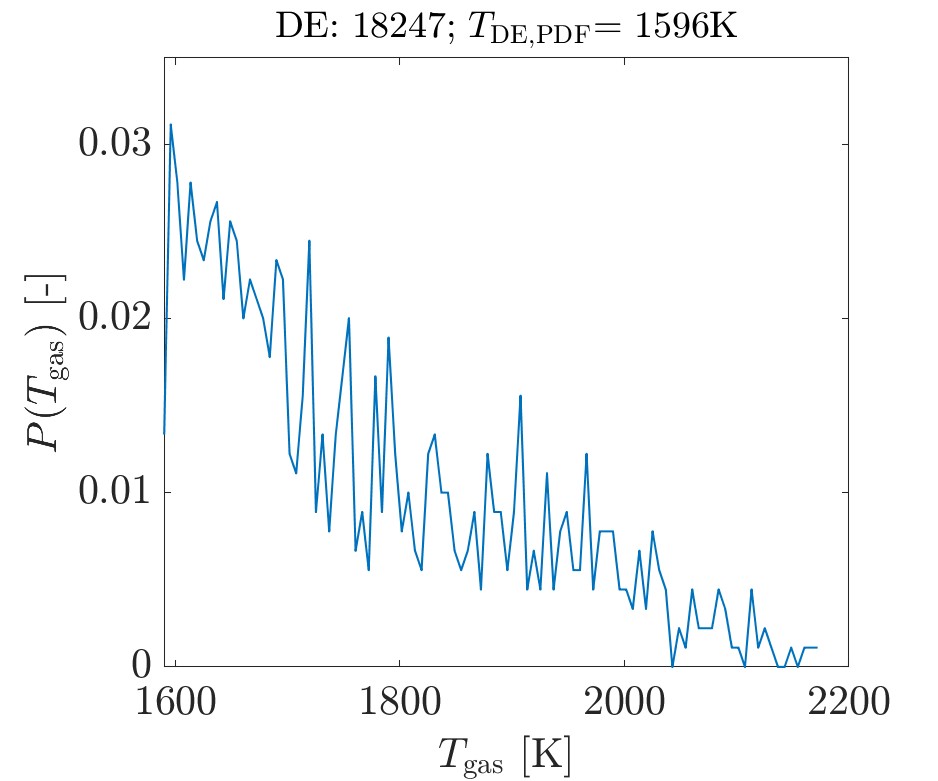 DE: 18247; T_DE,PDF= 1596K
0.03
0.02
0.01
0
P(T_gas) [-]
1600 1800 2000 2200
T_gas [K]